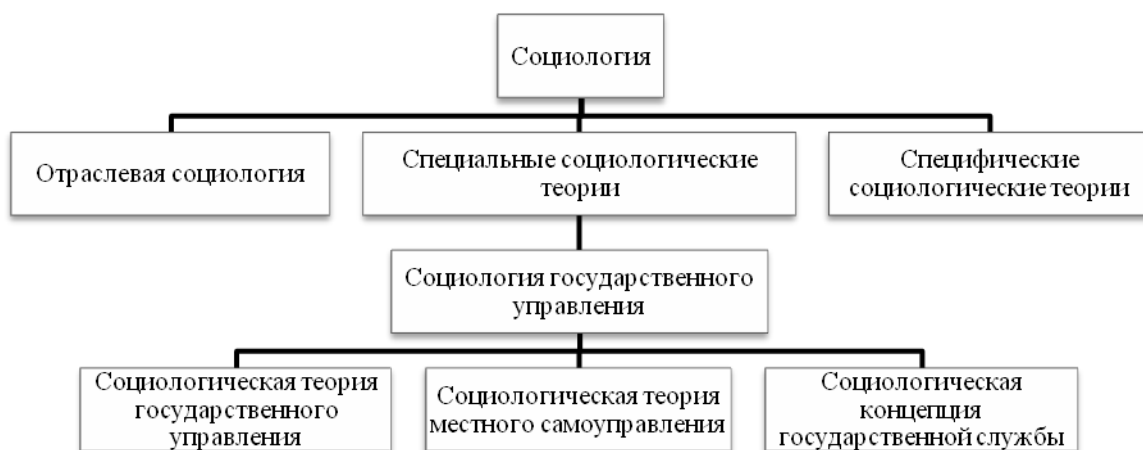 Социология
Отраслевая социология
Специальные социологические
теории
Специфические
социологические теории
Социология государственного
управления
Социологическая теория
государственного
управления
Социологическая теория
местного самоуправления
Социологическая
концепция
государственной службы